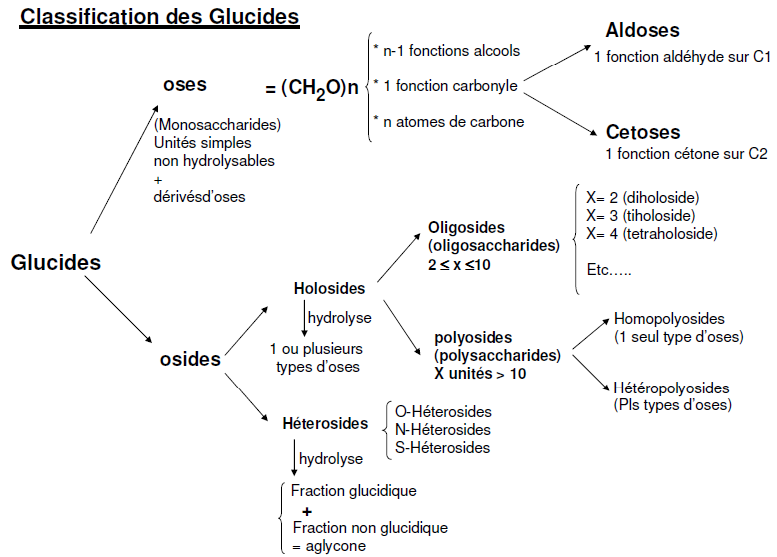 Classification des Glucides
oses
(Monosaccharides)
Unités simples
non hydrolysables
+
dérivésd'oses
= (CH2O)n
* n-1 fonctions alcools
* 1 fonction carbonyle
* n atomes de carbone
Aldoses
1 fonction aldéhyde sur C1
Cetoses
1 fonction cétone sur C2
Glucides
osides
Holosides
hydrolyse
1 ou plusieurs
types d'oses
Oligosides
(oligosaccharides)
2 ≤ x ≤10
X= 2 (diholoside)
X= 3 (tiholoside)
X= 4 (tetraholoside)
Etc…..
polyosides
(polysaccharides)
X unités > 10
Homopolyosides
(1 seul type d'oses)
Hétéropolyosides
(Pls types d'oses)
Héterosides
O-Héterosides
N-Héterosides
S-Héterosides
hydrolyse
Fraction glucidique
+
Fraction non glucidique
= aglycone